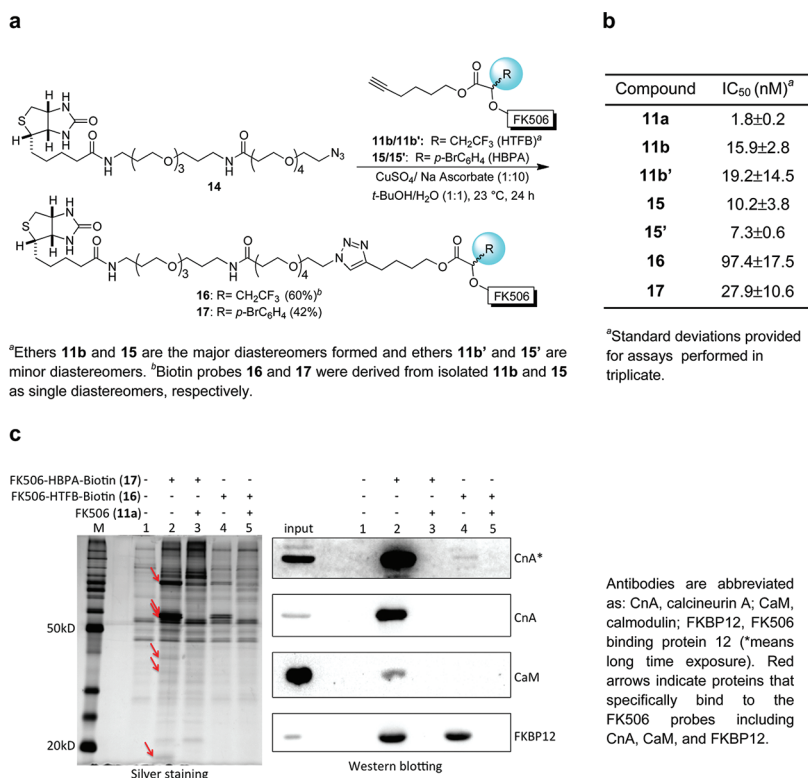 a
O
R
O
O
FK506
11b/11b': CH₂CF₃ (HTFB)ᵃ
15/15': R= p-BrC₆H₄ (HBPA)
CuSO₄/ Na Ascorbate (1:10)
t-BuOH/H₂O (1:1), 23 °C, 24 h
H
HN
S
O
NH
H
O
N
H
O
3
N
H
O
O
4
N₃
14
H
HN
S
O
NH
H
O
N
H
O
3
N
H
O
O
4
N
N=N
O
O
R
O
FK506
16: R= CH₂CF₃ (60%)ᵇ
17: R= p-BrC₆H₄ (42%)
ᵃEthers 11b and 15 are the major diastereomers formed and ethers 11b' and 15' are
minor diastereomers. ᵇBiotin probes 16 and 17 were derived from isolated 11b and 15
as single diastereomers, respectively.
b
Compound IC₅₀ (nM)ᵃ
11a 1.8±0.2
11b 15.9±2.8
11b' 19.2±14.5
15 10.2±3.8
15' 7.3±0.6
16 97.4±17.5
17 27.9±10.6
ᵃStandard deviations provided
for assays performed in
triplicate.
c
FK506-HBPA-Biotin (17) - + + - - - + + - -
FK506-HTFB-Biotin (16) - - - + + - - - + +
FK506 (11a) - - + - + - - + - +
M 1 2 3 4 5 input 1 2 3 4 5
50kD
20kD
Silver staining
CnA*
CnA
CaM
FKBP12
Western blotting
Antibodies are abbreviated
as: CnA, calcineurin A; CaM,
calmodulin; FKBP12, FK506
binding protein 12 (*means
long time exposure). Red
arrows indicate proteins that
specifically bind to the
FK506 probes including
CnA, CaM, and FKBP12.